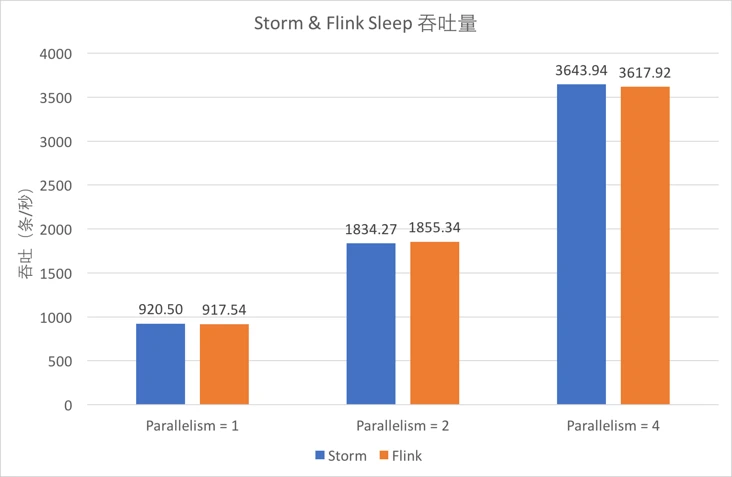 Storm & Flink Sleep 吞吐量
吞吐（条/秒）
4000
3500
3000
2500
2000
1500
1000
500
0
920.50
917.54
1834.27
1855.34
3643.94
3617.92
Parallelism = 1
Parallelism = 2
Parallelism = 4
Storm
Flink